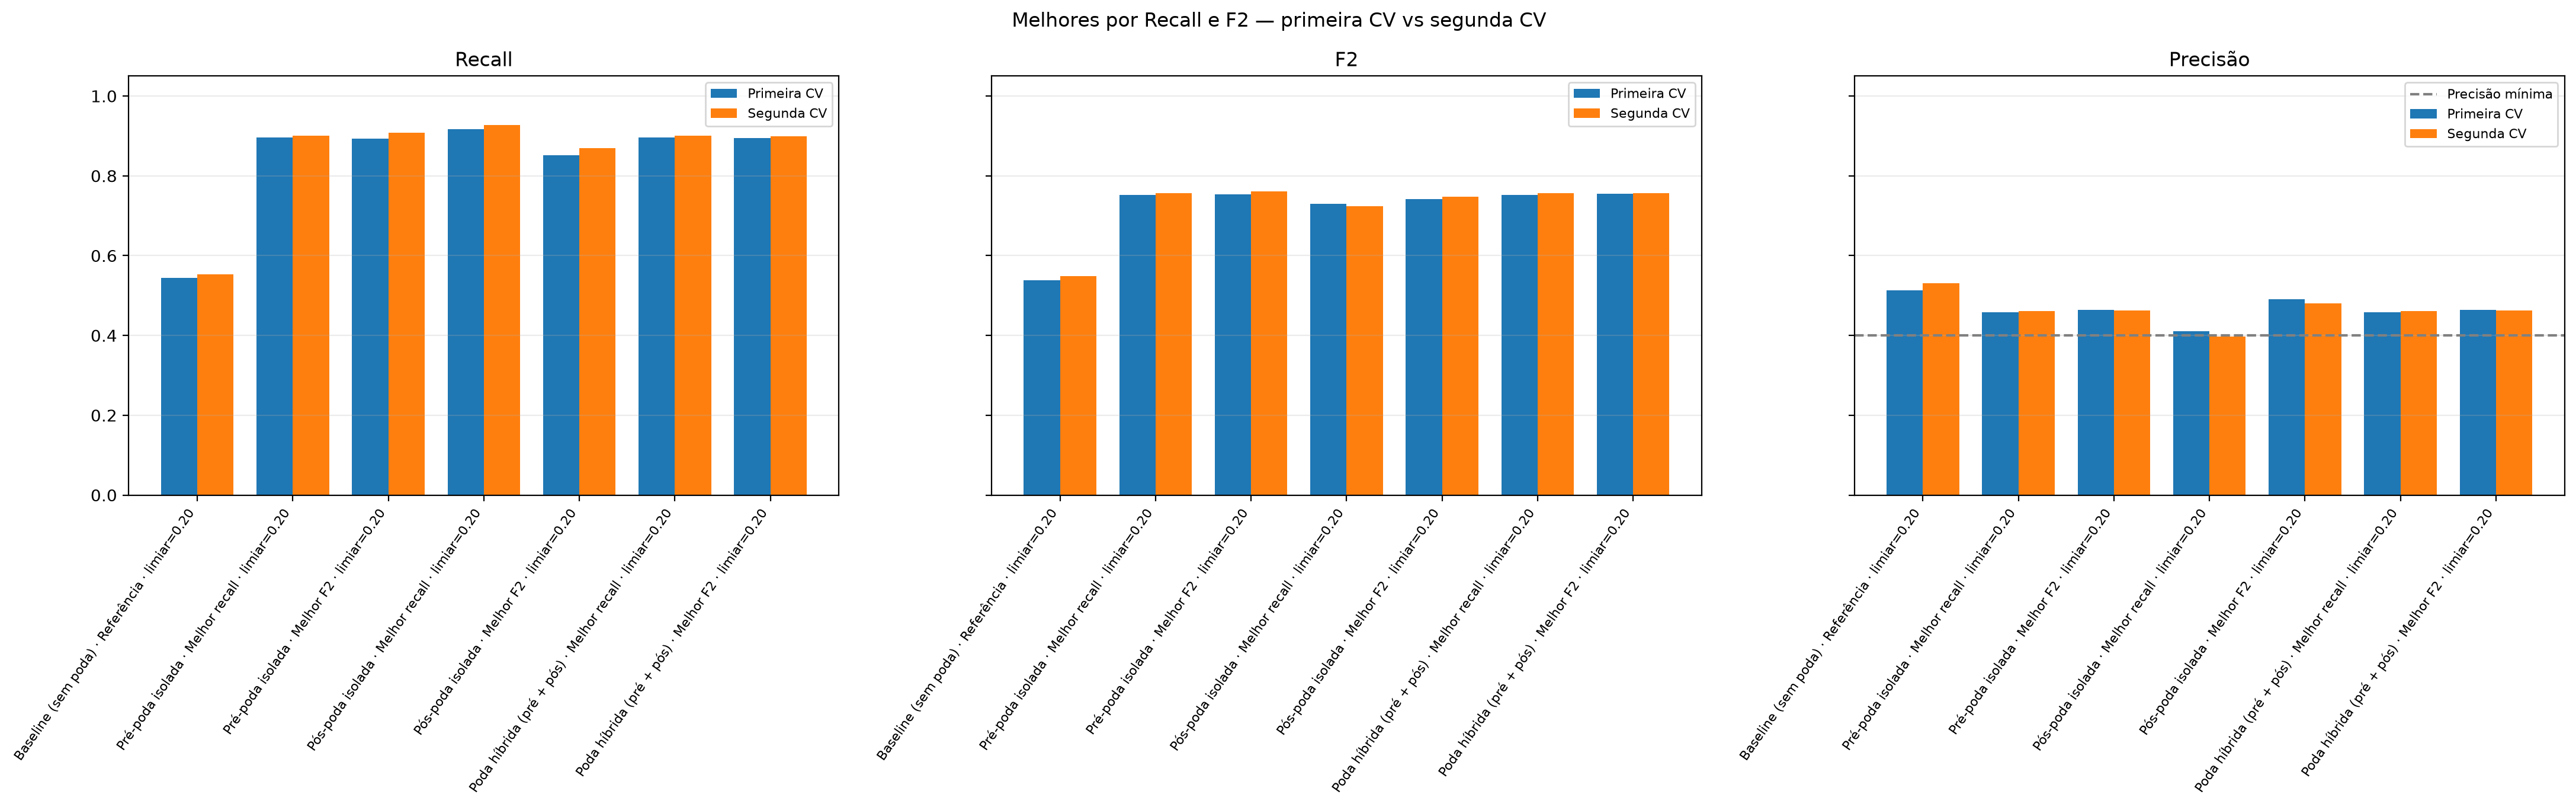 Melhores por Recall e F2 — primeira CV vs segunda CV
Recall
Primeira CV
Segunda CV
1.0
0.8
0.6
0.4
0.2
0.0
Baseline (sem poda) · Referência · limiar=0.20
Pré-poda isolada · Melhor recall · limiar=0.20
Pré-poda isolada · Melhor F2 · limiar=0.20
Pós-poda isolada · Melhor recall · limiar=0.20
Pós-poda isolada · Melhor F2 · limiar=0.20
Poda híbrida (pré + pós) · Melhor recall · limiar=0.20
Poda híbrida (pré + pós) · Melhor F2 · limiar=0.20
F2
Primeira CV
Segunda CV
Baseline (sem poda) · Referência · limiar=0.20
Pré-poda isolada · Melhor recall · limiar=0.20
Pré-poda isolada · Melhor F2 · limiar=0.20
Pós-poda isolada · Melhor recall · limiar=0.20
Pós-poda isolada · Melhor F2 · limiar=0.20
Poda híbrida (pré + pós) · Melhor recall · limiar=0.20
Poda híbrida (pré + pós) · Melhor F2 · limiar=0.20
Precisão
Precisão mínima
Primeira CV
Segunda CV
Baseline (sem poda) · Referência · limiar=0.20
Pré-poda isolada · Melhor recall · limiar=0.20
Pré-poda isolada · Melhor F2 · limiar=0.20
Pós-poda isolada · Melhor recall · limiar=0.20
Pós-poda isolada · Melhor F2 · limiar=0.20
Poda híbrida (pré + pós) · Melhor recall · limiar=0.20
Poda híbrida (pré + pós) · Melhor F2 · limiar=0.20